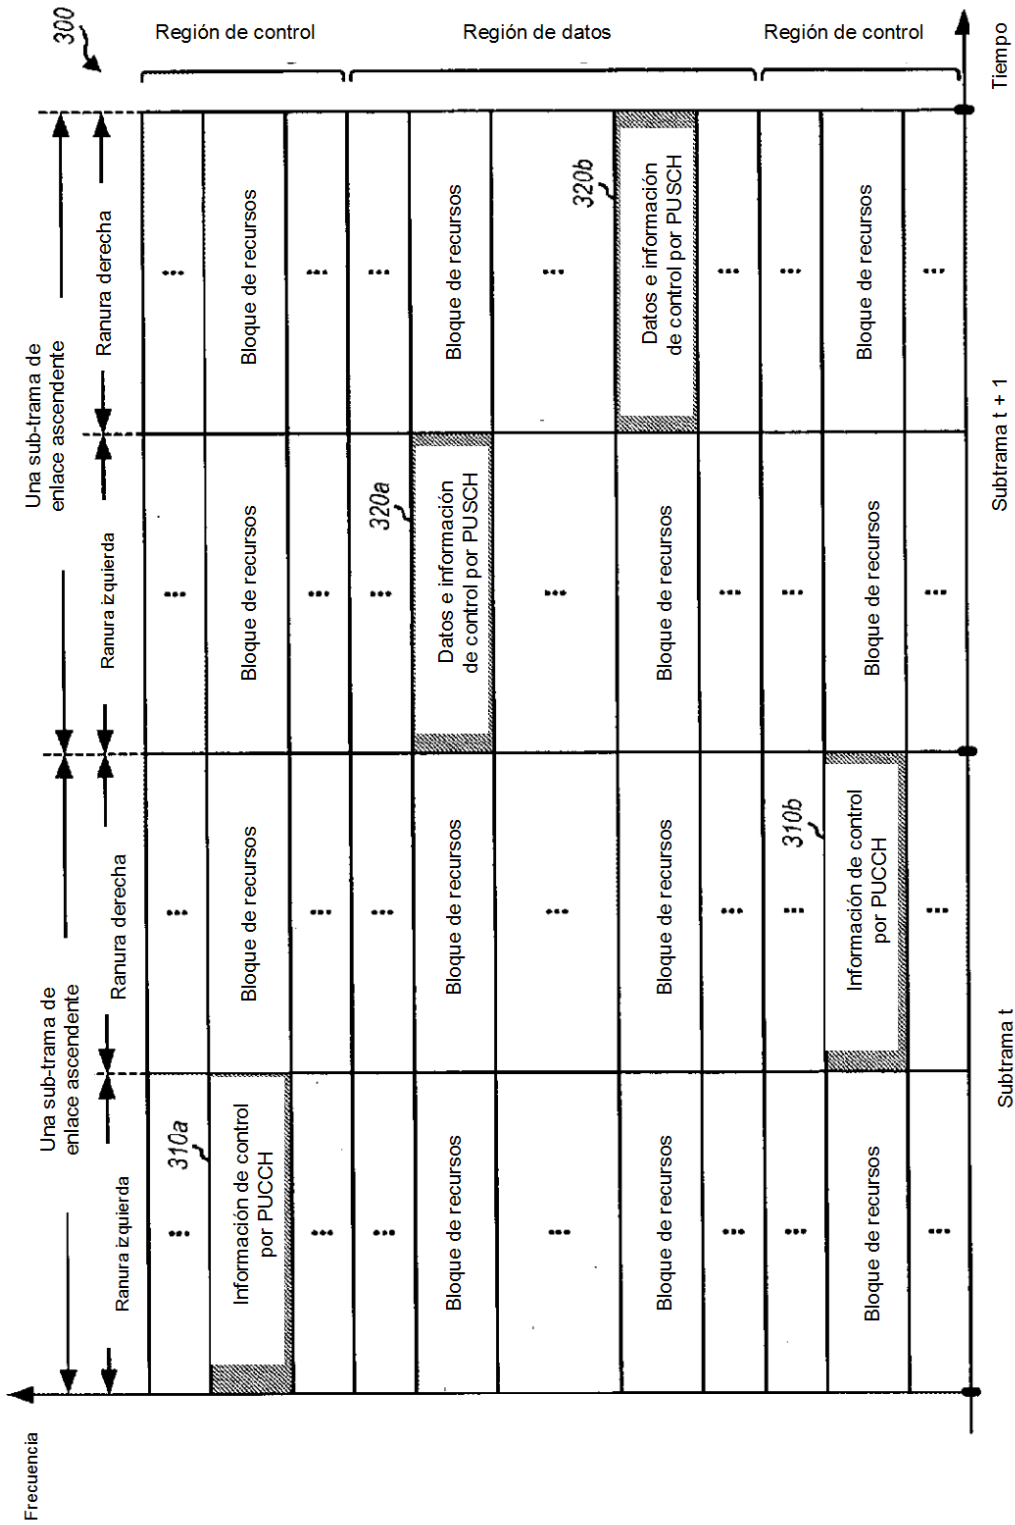 Frecuencia
Una sub-trama de
enlace ascendente
Una sub-trama de
enlace ascendente
Ranura izquierda
Ranura derecha
Ranura izquierda
Ranura derecha
300
...
...
...
...
310a
Información de control
por PUCCH
Bloque de recursos
Bloque de recursos
Bloque de recursos
Región de control
...
...
...
...
...
...
...
...
320a
Bloque de recursos
Bloque de recursos
Datos e información
de control por PUSCH
Bloque de recursos
Región de datos
...
...
...
...
320b
Bloque de recursos
Bloque de recursos
Bloque de recursos
Datos e información
de control por PUSCH
...
...
...
...
...
...
...
...
310b
Bloque de recursos
Información de control
por PUCCH
Bloque de recursos
Bloque de recursos
Región de control
...
...
...
...
Subtrama t
Subtrama t + 1
Tiempo